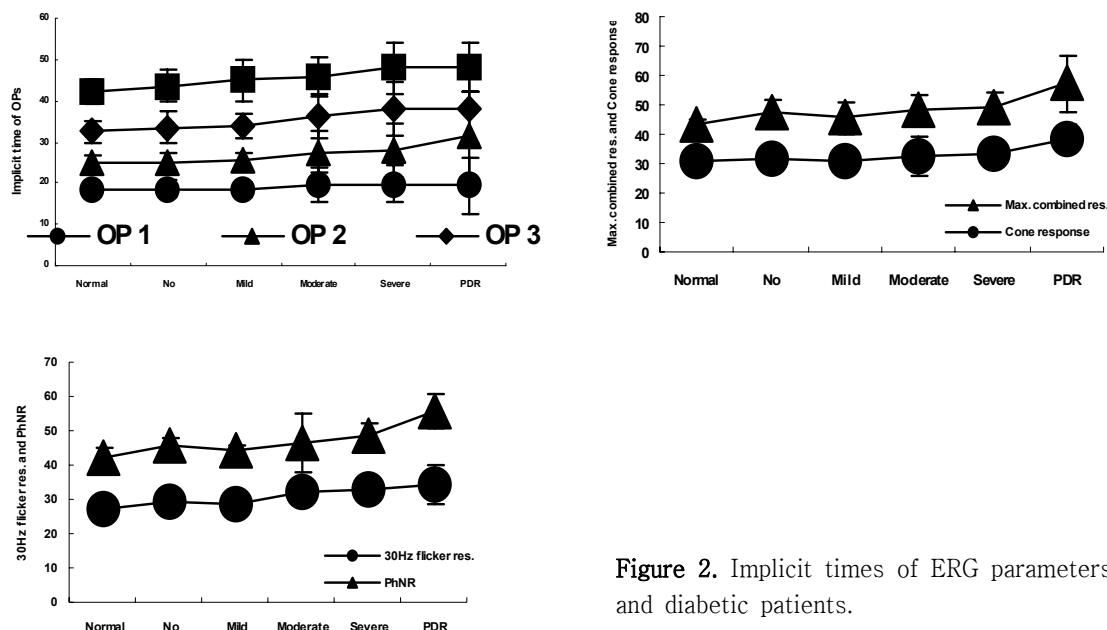 60
50
40
30
20
10
0
Implicit time of OPs
OP 1 OP 2 OP 3
Normal No Mild Moderate Severe PDR
80
70
60
50
40
30
20
10
0
Max.combined res. and Cone response
Max. combined res.
Cone response
Normal No Mild Moderate Severe PDR
70
60
50
40
30
20
10
0
30Hz flicker res. and PhNR
30Hz flicker res.
PhNR
Normal No Mild Moderate Severe PDR
Figure 2. Implicit times of ERG parameters
and diabetic patients.